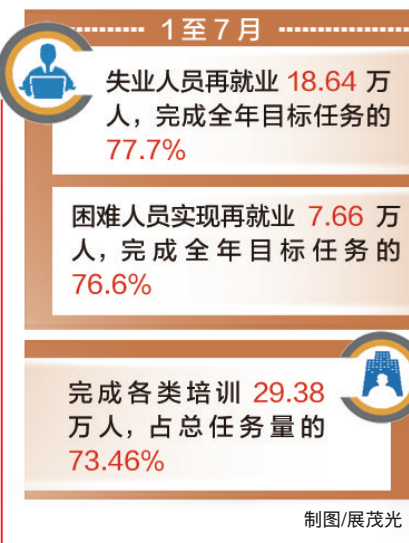 1至7月
失业人员再就业 18.64 万
人，完成全年目标任务的
77.7%
困难人员实现再就业 7.66 万
人，完成全年目标任务的
76.6%
完成各类培训 29.38
万人，占总任务量的
73.46%
制图/展茂光